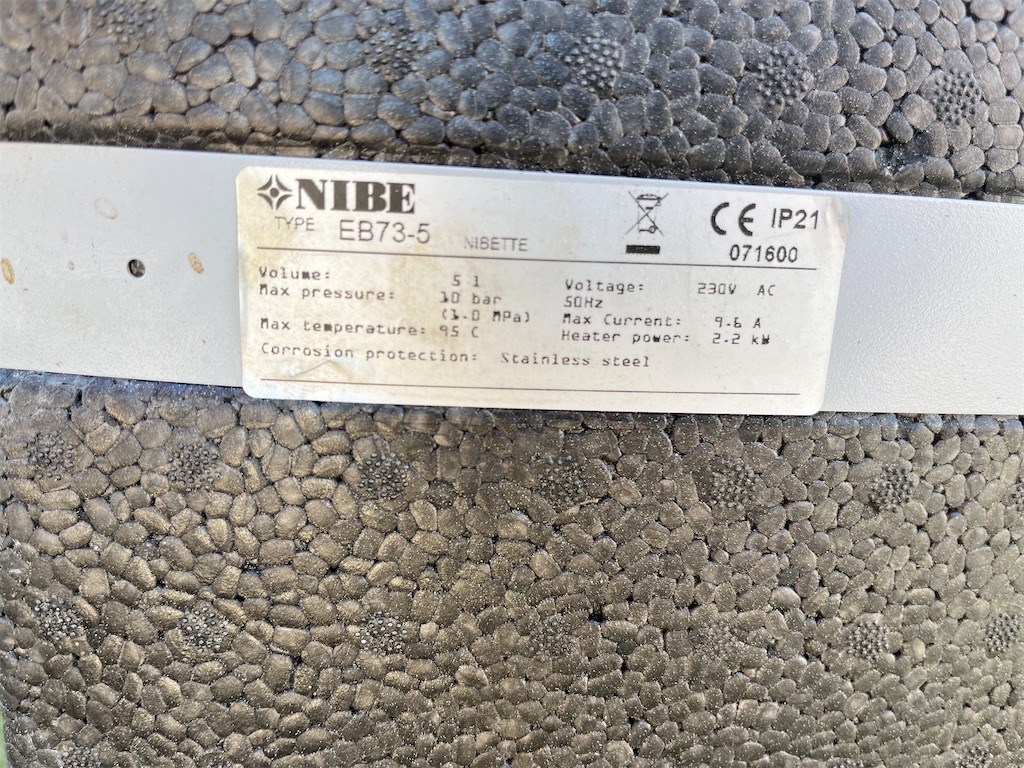 NIBE
TYPE EB73-5 NIBETTE
CE IP21
071600
Volume: 5 l
Max pressure: 10 bar
(1.0 MPa)
Max temperature: 95 C
Corrosion protection: Stainless steel
Voltage: 230V AC
50Hz
Max Current: 9.6 A
Heater power: 2.2 kW